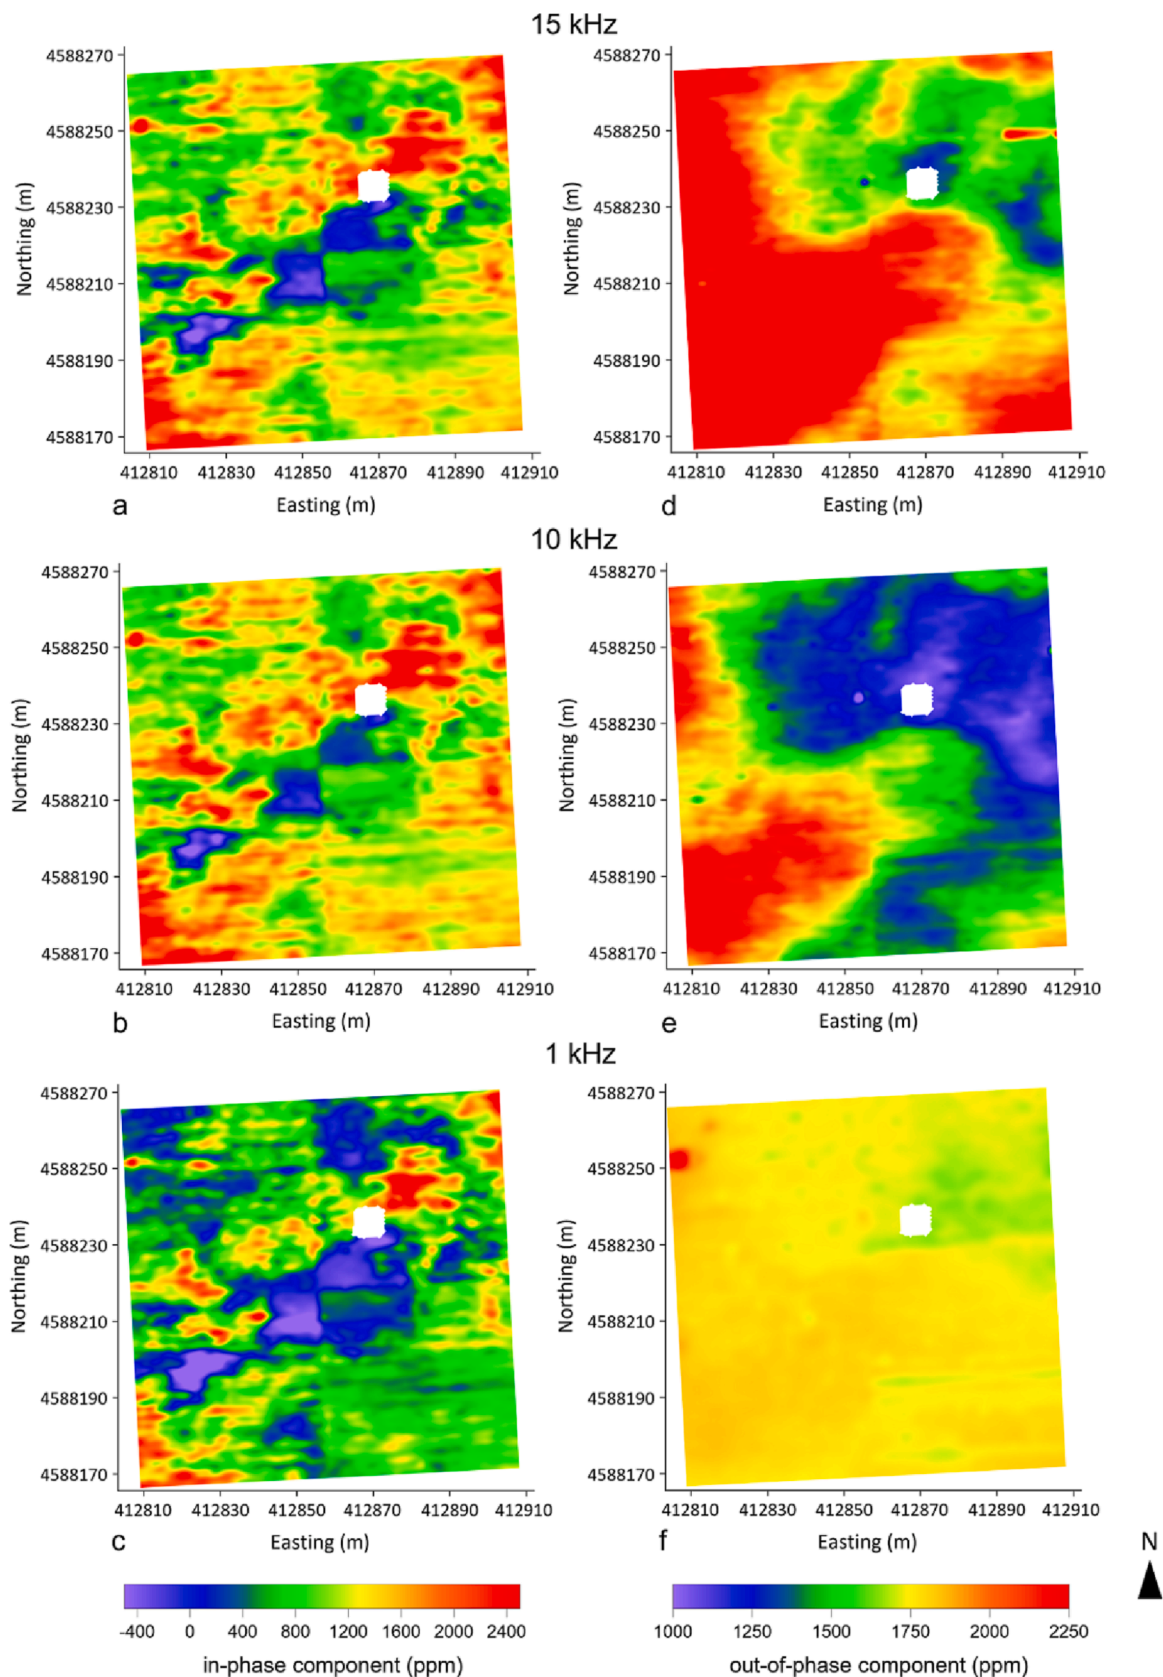 15 kHz
4588270
4588250
4588230
4588210
4588190
4588170
Northing (m)
412810 412830 412850 412870 412890 412910
Easting (m)
a
4588270
4588250
4588230
4588210
4588190
4588170
Northing (m)
412810 412830 412850 412870 412890 412910
Easting (m)
d
10 kHz
4588270
4588250
4588230
4588210
4588190
4588170
Northing (m)
412810 412830 412850 412870 412890 412910
Easting (m)
b
4588270
4588250
4588230
4588210
4588190
4588170
Northing (m)
412810 412830 412850 412870 412890 412910
Easting (m)
e
1 kHz
4588270
4588250
4588230
4588210
4588190
4588170
Northing (m)
412810 412830 412850 412870 412890 412910
Easting (m)
c
4588270
4588250
4588230
4588210
4588190
4588170
Northing (m)
412810 412830 412850 412870 412890 412910
Easting (m)
f
N
-400 0 400 800 1200 1600 2000 2400
in-phase component (ppm)
1000 1250 1500 1750 2000 2250
out-of-phase component (ppm)